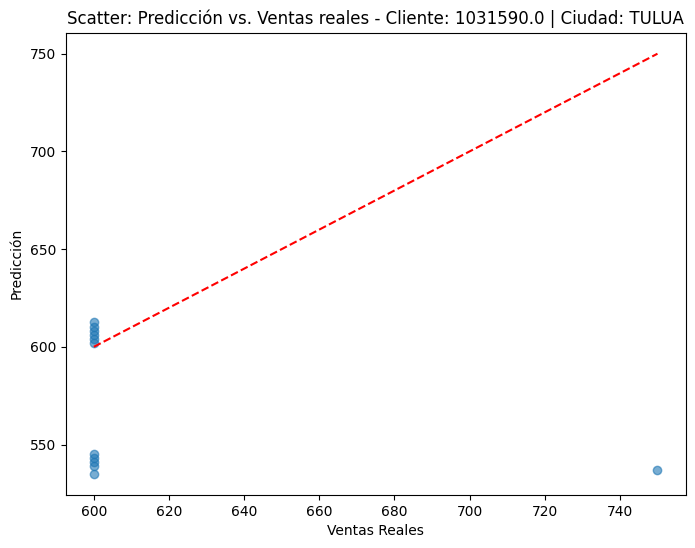 Scatter: Predicción vs. Ventas reales - Cliente: 1031590.0 | Ciudad: TULUA
750
700
650
600
550
Predicción
600 620 640 660 680 700 720 740
Ventas Reales